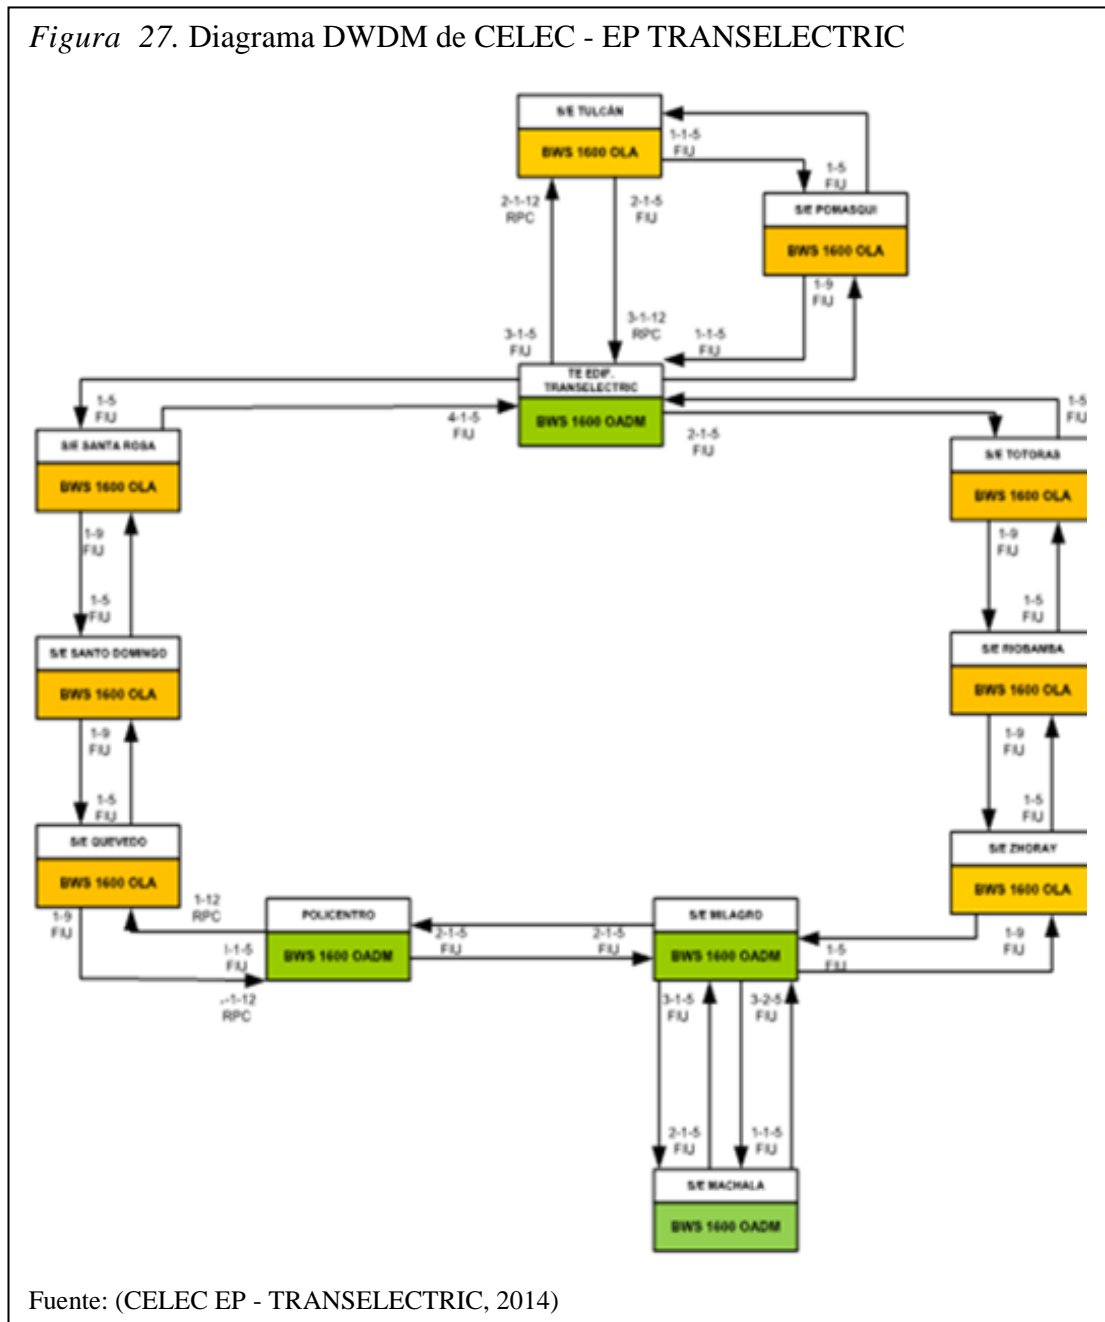 Figura 27. Diagrama DWDM de CELEC - EP TRANSELECTRIC
S/E TULCÁN
BWS 1600 OLA
1-1-5
FIU
1-5
FIU
2-1-12
RPC
2-1-5
FIU
S/E POMASQUI
BWS 1600 OLA
1-9
FIU
3-1-5
FIU
3-1-12
RPC
1-1-5
FIU
TE EDIF.
TRANSELECTRIC
BWS 1600 OADM
1-5
FIU
4-1-5
FIU
2-1-5
FIU
1-5
FIU
S/E SANTA ROSA
BWS 1600 OLA
S/E TOTORAS
BWS 1600 OLA
1-9
FIU
1-9
FIU
1-5
FIU
1-5
FIU
S/E SANTO DOMINGO
BWS 1600 OLA
S/E RIOBAMBA
BWS 1600 OLA
1-9
FIU
1-9
FIU
1-5
FIU
1-5
FIU
S/E QUEVEDO
BWS 1600 OLA
S/E ZHORAY
BWS 1600 OLA
1-9
FIU
1-12
RPC
POLICENTRO
BWS 1600 OADM
1-1-5
FIU
-1-12
RPC
2-1-5
FIU
2-1-5
FIU
S/E MILAGRO
BWS 1600 OADM
1-5
FIU
1-9
FIU
3-1-5
FIU
3-2-5
FIU
2-1-5
FIU
1-1-5
FIU
S/E MACHALA
BWS 1600 OADM
Fuente: (CELEC EP - TRANSELECTRIC, 2014)